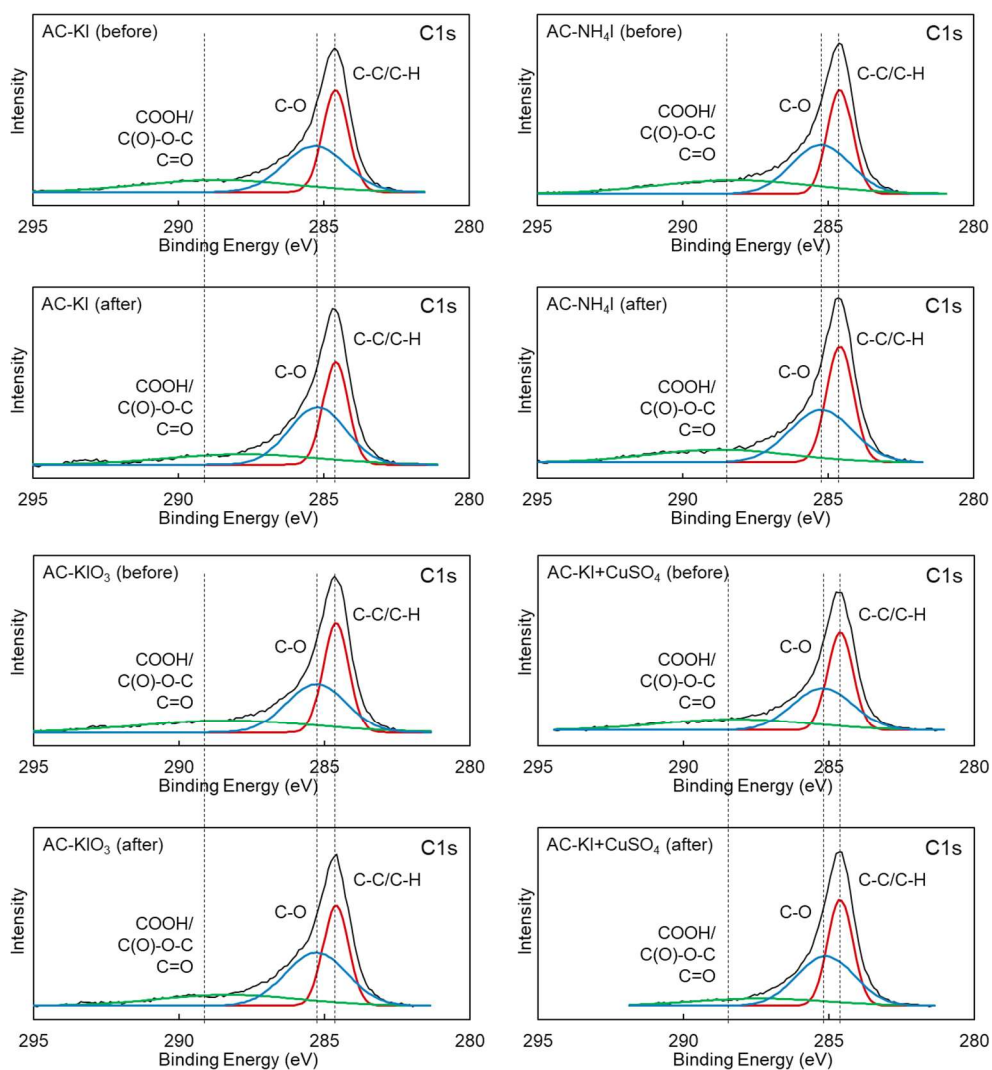 AC-KI (before)
C1s
C-C/C-H
C-O
COOH/
C(O)-O-C
C=O
Intensity
295 290 285 280
Binding Energy (eV)
AC-NH₄I (before)
C1s
C-C/C-H
C-O
COOH/
C(O)-O-C
C=O
Intensity
295 290 285 280
Binding Energy (eV)
AC-KI (after)
C1s
C-C/C-H
C-O
COOH/
C(O)-O-C
C=O
Intensity
295 290 285 280
Binding Energy (eV)
AC-NH₄I (after)
C1s
C-C/C-H
C-O
COOH/
C(O)-O-C
C=O
Intensity
295 290 285 280
Binding Energy (eV)
AC-KIO₃ (before)
C1s
C-C/C-H
C-O
COOH/
C(O)-O-C
C=O
Intensity
295 290 285 280
Binding Energy (eV)
AC-KI+CuSO₄ (before)
C1s
C-C/C-H
C-O
COOH/
C(O)-O-C
C=O
Intensity
295 290 285 280
Binding Energy (eV)
AC-KIO₃ (after)
C1s
C-C/C-H
C-O
COOH/
C(O)-O-C
C=O
Intensity
295 290 285 280
Binding Energy (eV)
AC-KI+CuSO₄ (after)
C1s
C-C/C-H
C-O
COOH/
C(O)-O-C
C=O
Intensity
295 290 285 280
Binding Energy (eV)